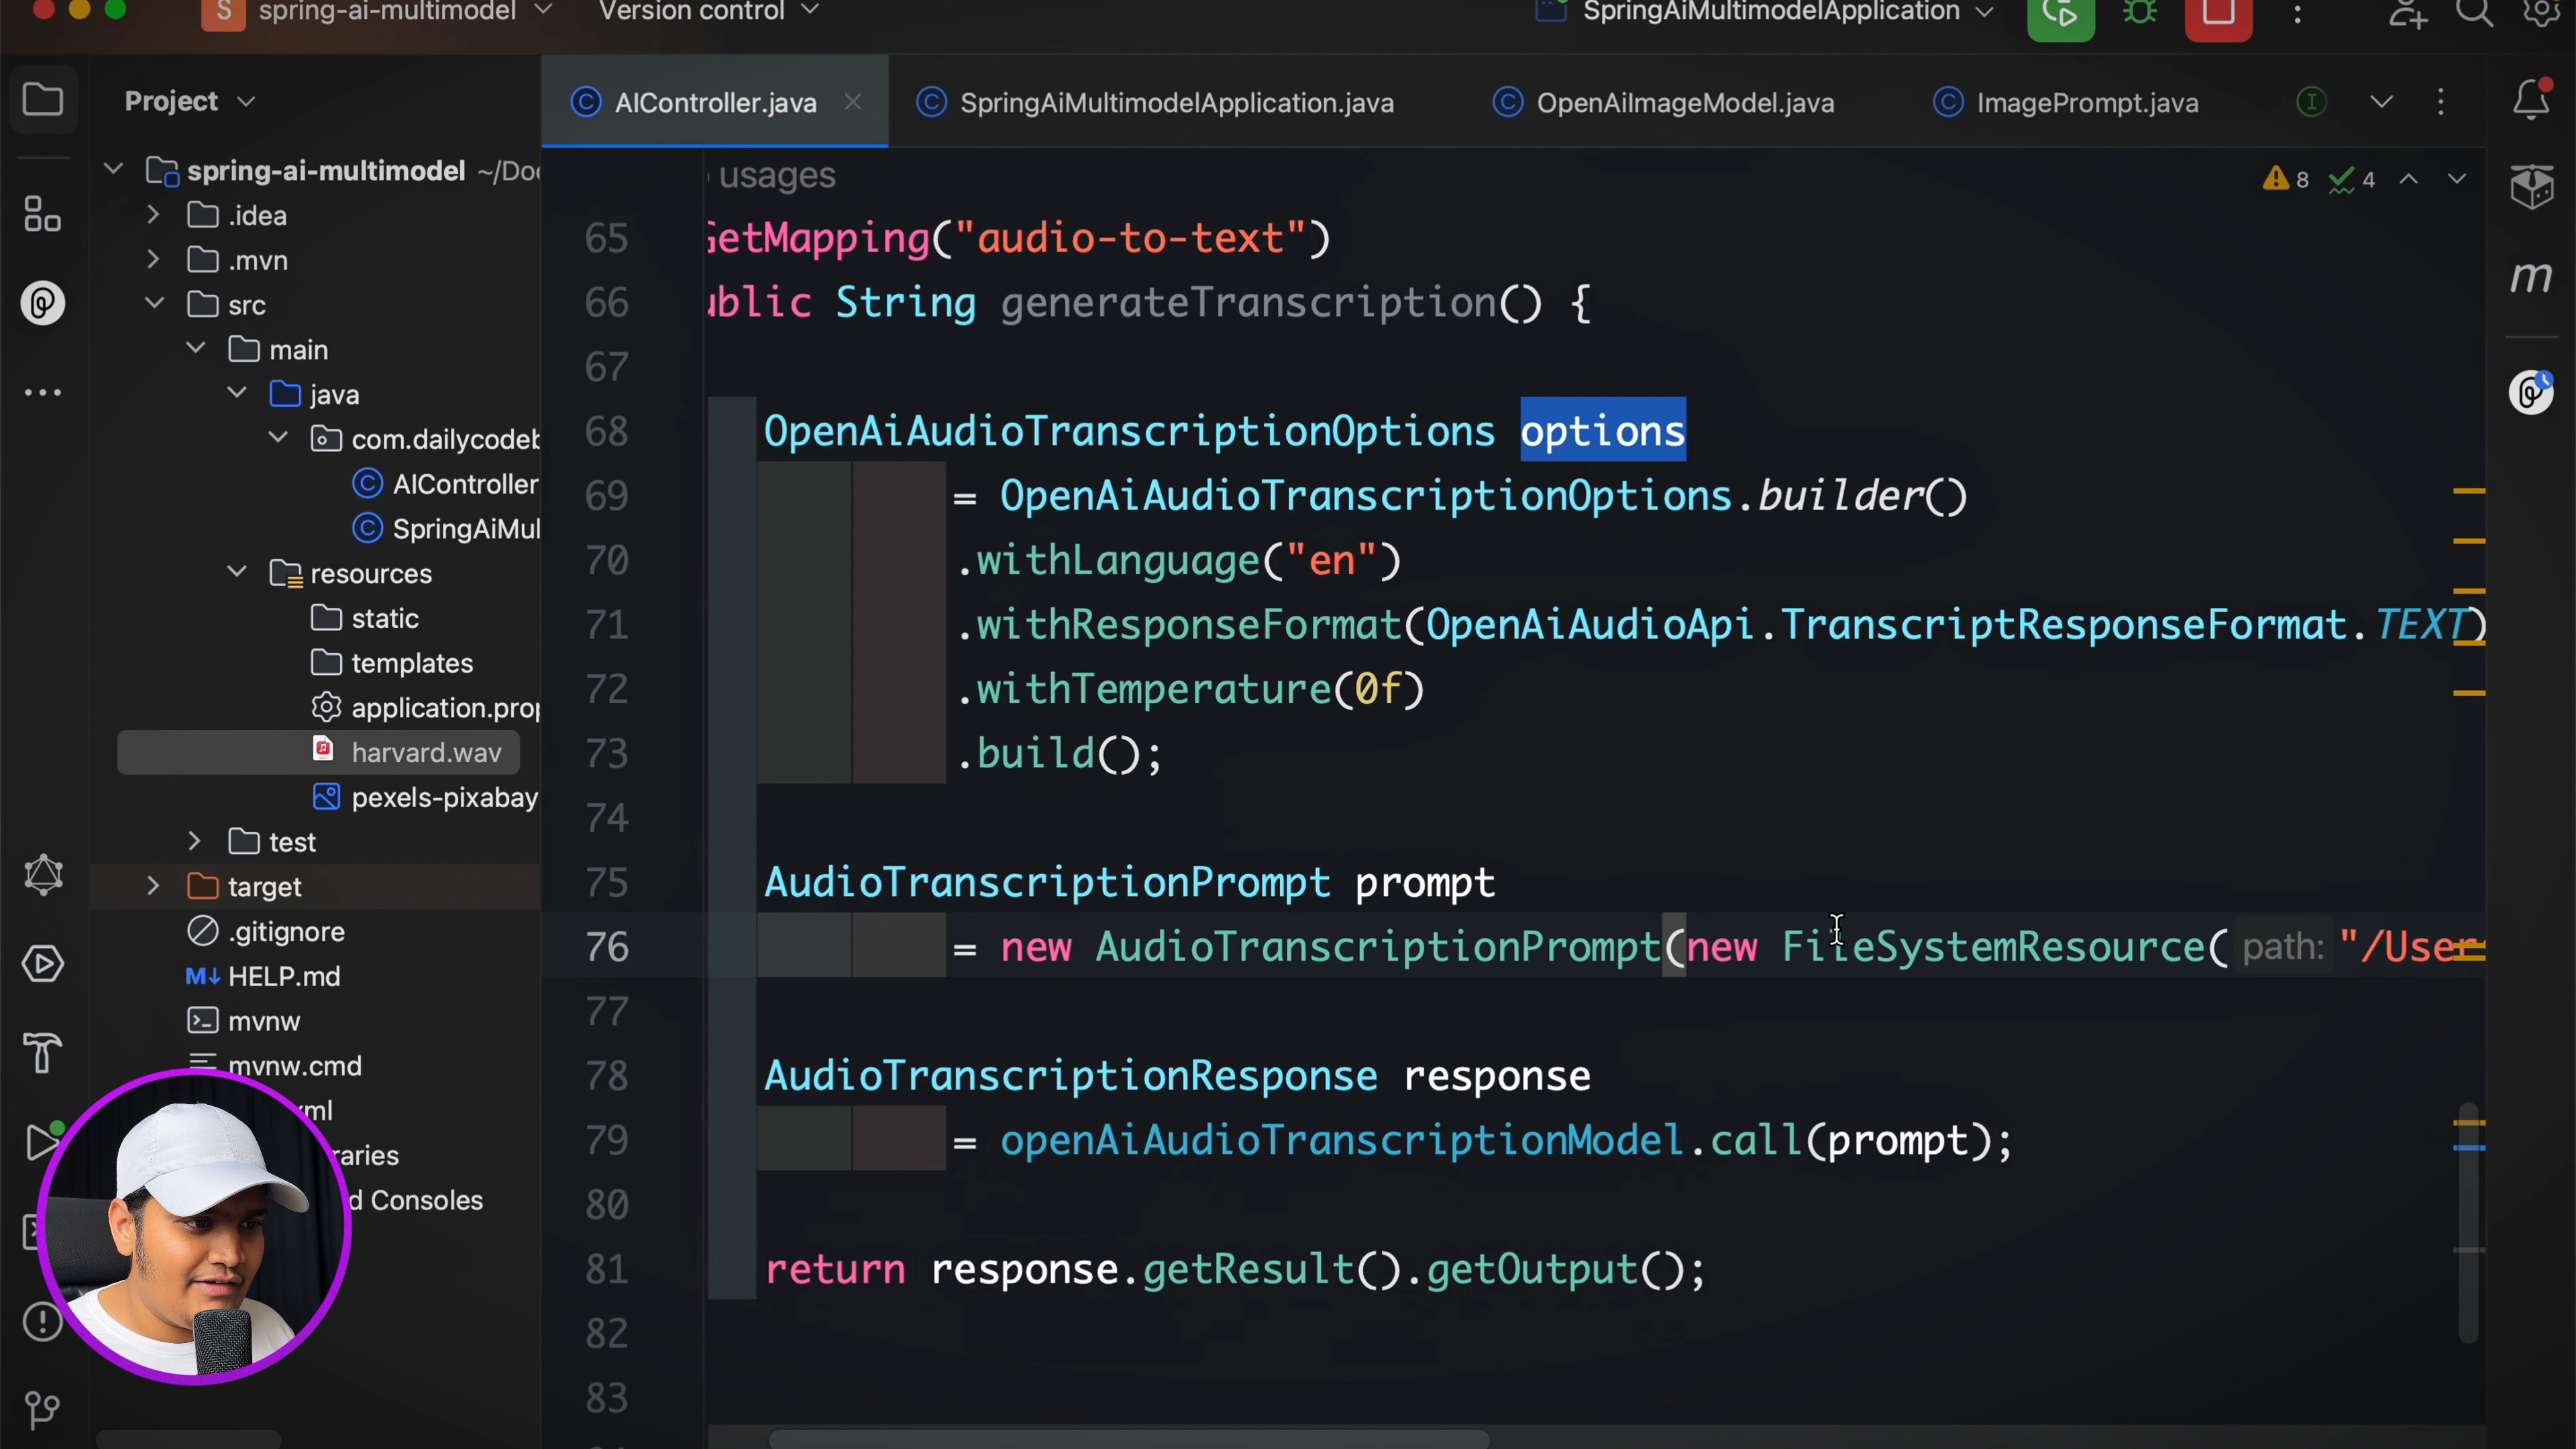 S spring-ai-multimodel
Version control
SpringAiMultimodelApplication
Project
AIController.java
SpringAiMultimodelApplication.java
OpenAiImageModel.java
ImagePrompt.java
spring-ai-multimodel ~/Doc
.idea
.mvn
src
main
java
com.dailycodeb
AIController
SpringAiMul
resources
static
templates
application.prop
harvard.wav
pexels-pixabay
test
target
.gitignore
HELP.md
mvnw
mvnw.cmd
ml
raries
d Consoles
usages
8 4
65 GetMapping("audio-to-text")
66 ublic String generateTranscription() {
67
68 OpenAiAudioTranscriptionOptions options
69 = OpenAiAudioTranscriptionOptions.builder()
70 .withLanguage("en")
71 .withResponseFormat(OpenAiAudioApi.TranscriptResponseFormat.TEXT)
72 .withTemperature(0f)
73 .build();
74
75 AudioTranscriptionPrompt prompt
76 = new AudioTranscriptionPrompt(new FileSystemResource( path: "/User
77
78 AudioTranscriptionResponse response
79 = openAiAudioTranscriptionModel.call(prompt);
80
81 return response.getResult().getOutput();
82
83
m